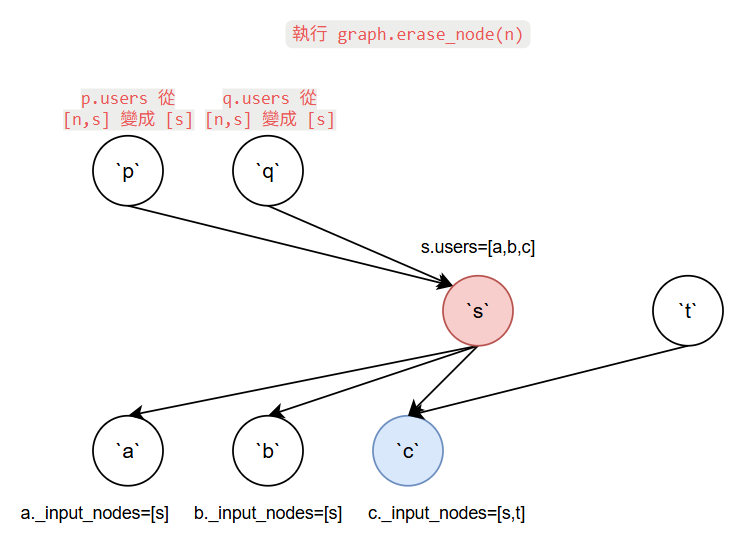 執行 graph.erase_node(n)
p.users 從
[n,s] 變成 [s]
q.users 從
[n,s] 變成 [s]
`p`
`q`
s.users=[a,b,c]
`s`
`t`
`a`
`b`
`c`
a._input_nodes=[s]
b._input_nodes=[s]
c._input_nodes=[s,t]